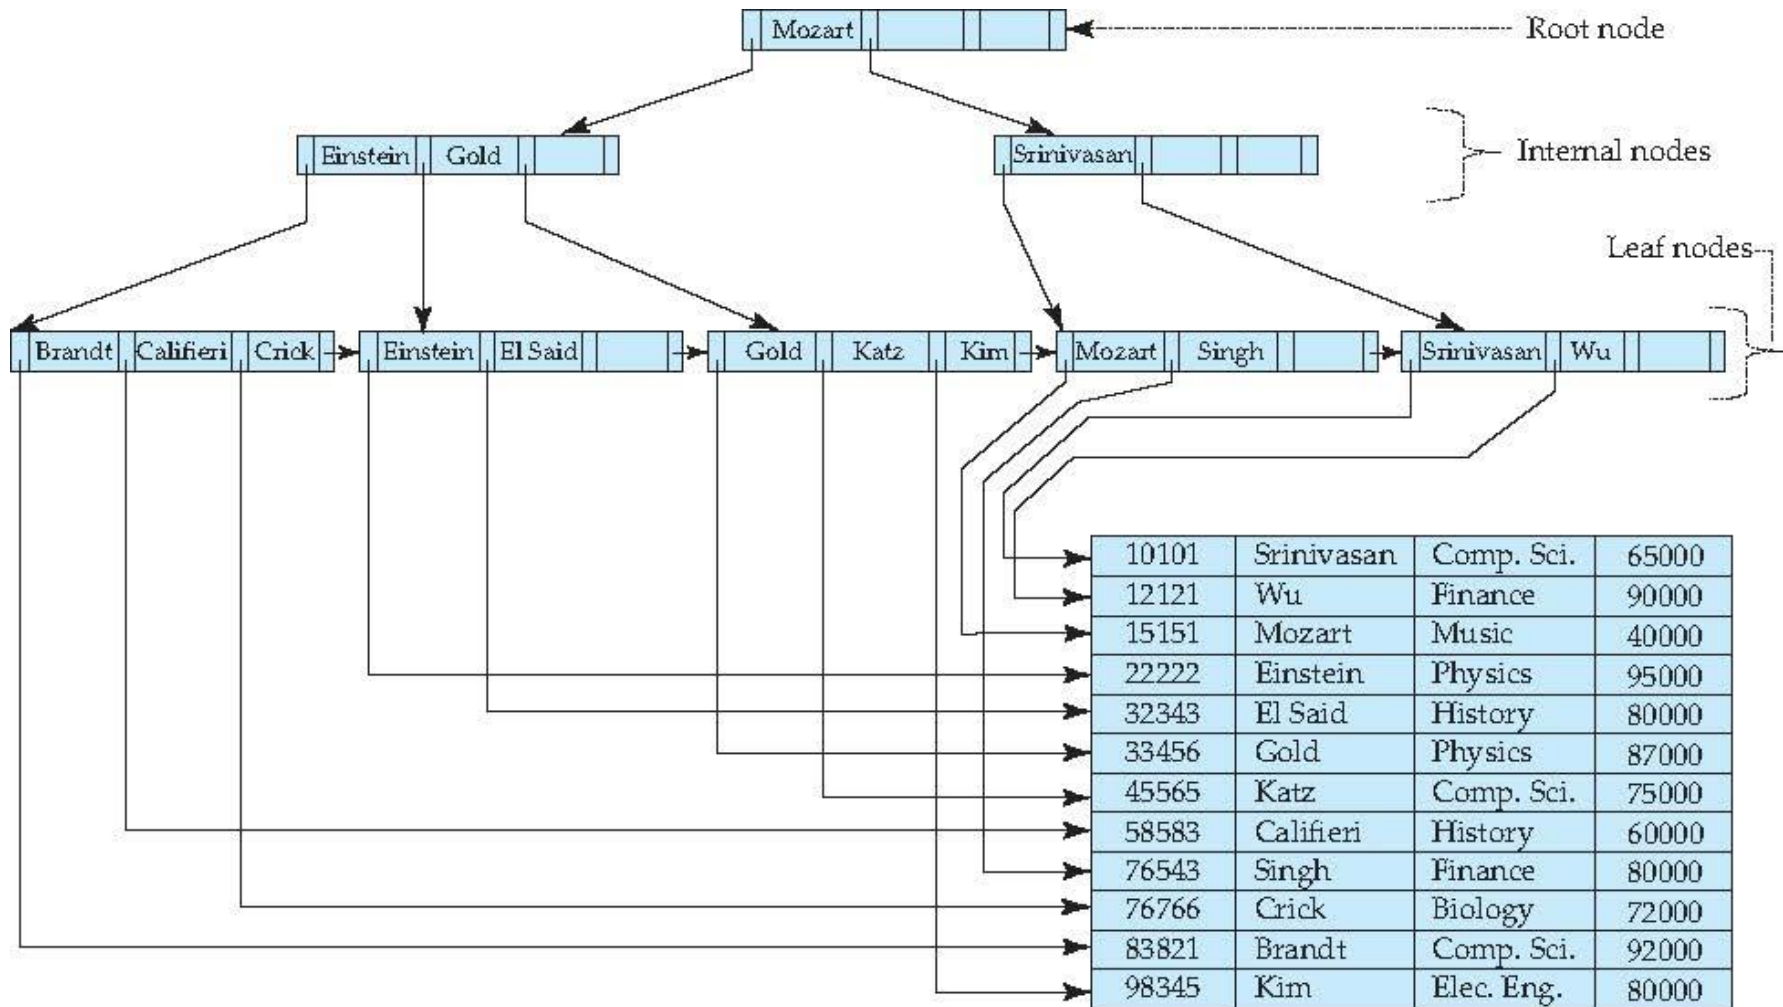 Mozart
Root node
Einstein Gold
Srinivasan
Internal nodes
Leaf nodes
Brandt Califieri Crick
Einstein El Said
Gold Katz Kim
Mozart Singh
Srinivasan Wu
10101 Srinivasan Comp. Sci. 65000
12121 Wu Finance 90000
15151 Mozart Music 40000
22222 Einstein Physics 95000
32343 El Said History 80000
33456 Gold Physics 87000
45565 Katz Comp. Sci. 75000
58583 Califieri History 60000
76543 Singh Finance 80000
76766 Crick Biology 72000
83821 Brandt Comp. Sci. 92000
98345 Kim Elec. Eng. 80000